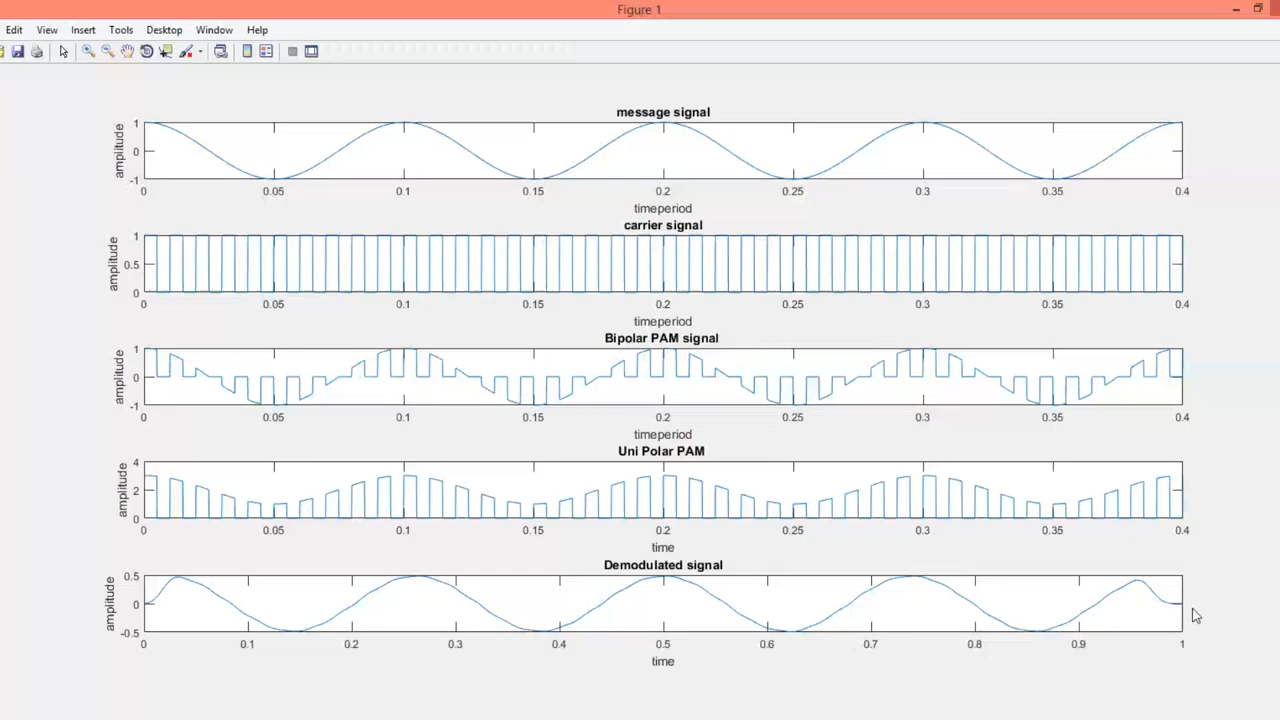 Figure 1
Edit View Insert Tools Desktop Window Help
message signal
amplitude
1
0
-1
0 0.05 0.1 0.15 0.2 0.25 0.3 0.35 0.4
timeperiod
carrier signal
amplitude
1
0.5
0
0 0.05 0.1 0.15 0.2 0.25 0.3 0.35 0.4
timeperiod
Bipolar PAM signal
amplitude
1
0
-1
0 0.05 0.1 0.15 0.2 0.25 0.3 0.35 0.4
timeperiod
Uni Polar PAM
amplitude
4
2
0
0 0.05 0.1 0.15 0.2 0.25 0.3 0.35 0.4
time
Demodulated signal
amplitude
0.5
0
-0.5
0 0.1 0.2 0.3 0.4 0.5 0.6 0.7 0.8 0.9 1
time